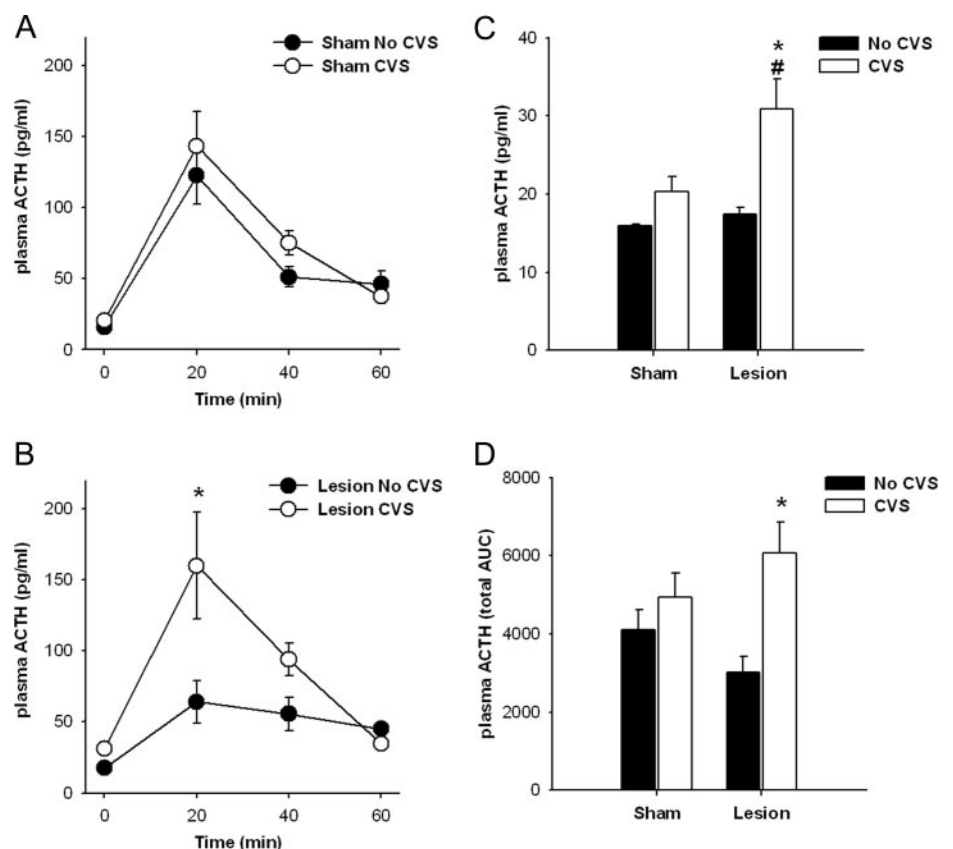 A
Sham No CVS
Sham CVS
plasma ACTH (pg/ml)
200
150
100
50
0
0 20 40 60
Time (min)
B
*
Lesion No CVS
Lesion CVS
plasma ACTH (pg/ml)
200
150
100
50
0
0 20 40 60
Time (min)
C
No CVS
CVS
*
#
plasma ACTH (pg/ml)
40
30
20
10
0
Sham Lesion
D
No CVS
CVS
*
plasma ACTH (total AUC)
8000
6000
4000
2000
0
Sham Lesion